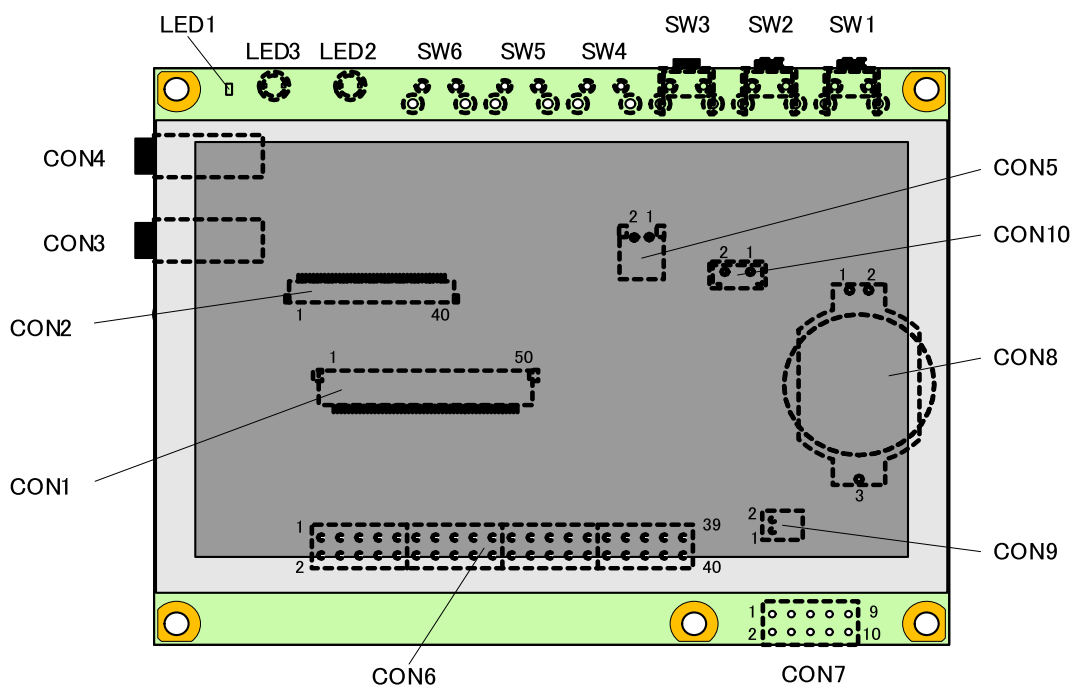 LED1
LED3 LED2 SW6 SW5 SW4 SW3 SW2 SW1
CON4
CON5
2 1
CON3
CON10
2 1
1 2
CON2
1 40
CON8
1 50
CON1
3
1 39
2
1
CON9
2 40
1 9
2 10
CON6
CON7